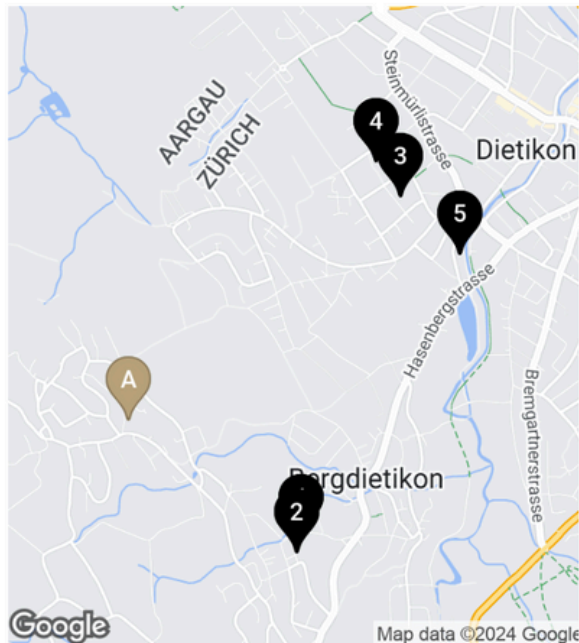 Steinmürlistrasse
AARGAU
ZÜRICH
4
3
Dietikon
5
Hasenbergstrasse
A
Bremgartnerstrasse
Bergdietikon
2
Google
Map data ©2024 Google